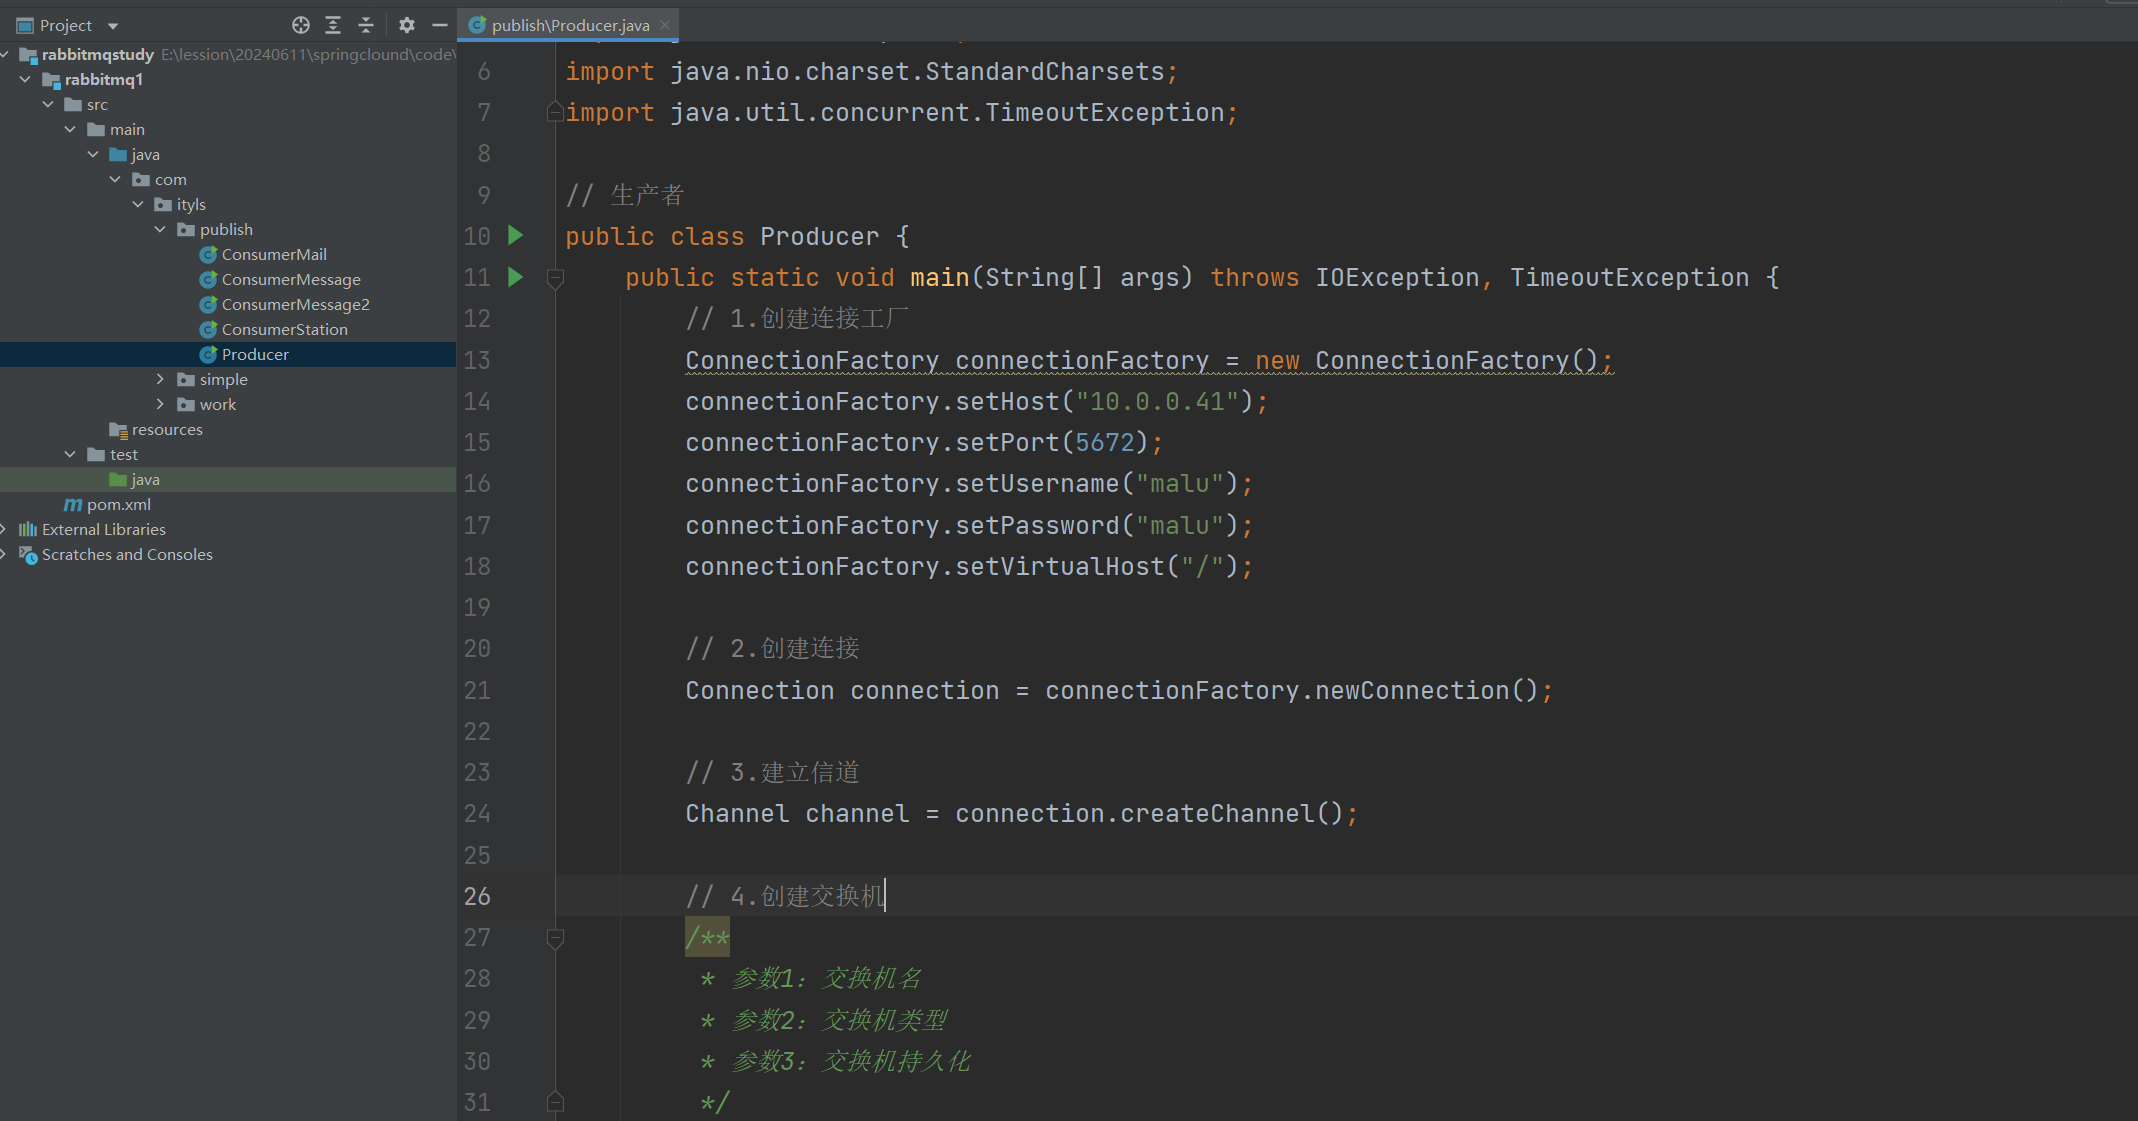 Project
publish\Producer.java
rabbitmqstudy E:\lession\20240611\springclound\code\
rabbitmq1
src
main
java
com
ityls
publish
ConsumerMail
ConsumerMessage
ConsumerMessage2
ConsumerStation
Producer
simple
work
resources
test
java
pom.xml
External Libraries
Scratches and Consoles
6 import java.nio.charset.StandardCharsets;
7 import java.util.concurrent.TimeoutException;
8
9 // 生产者
10 public class Producer {
11 public static void main(String[] args) throws IOException, TimeoutException {
12 // 1.创建连接工厂
13 ConnectionFactory connectionFactory = new ConnectionFactory();
14 connectionFactory.setHost("10.0.0.41");
15 connectionFactory.setPort(5672);
16 connectionFactory.setUsername("malu");
17 connectionFactory.setPassword("malu");
18 connectionFactory.setVirtualHost("/");
19
20 // 2.创建连接
21 Connection connection = connectionFactory.newConnection();
22
23 // 3.建立信道
24 Channel channel = connection.createChannel();
25
26 // 4.创建交换机
27 /**
28 * 参数1：交换机名
29 * 参数2：交换机类型
30 * 参数3：交换机持久化
31 */